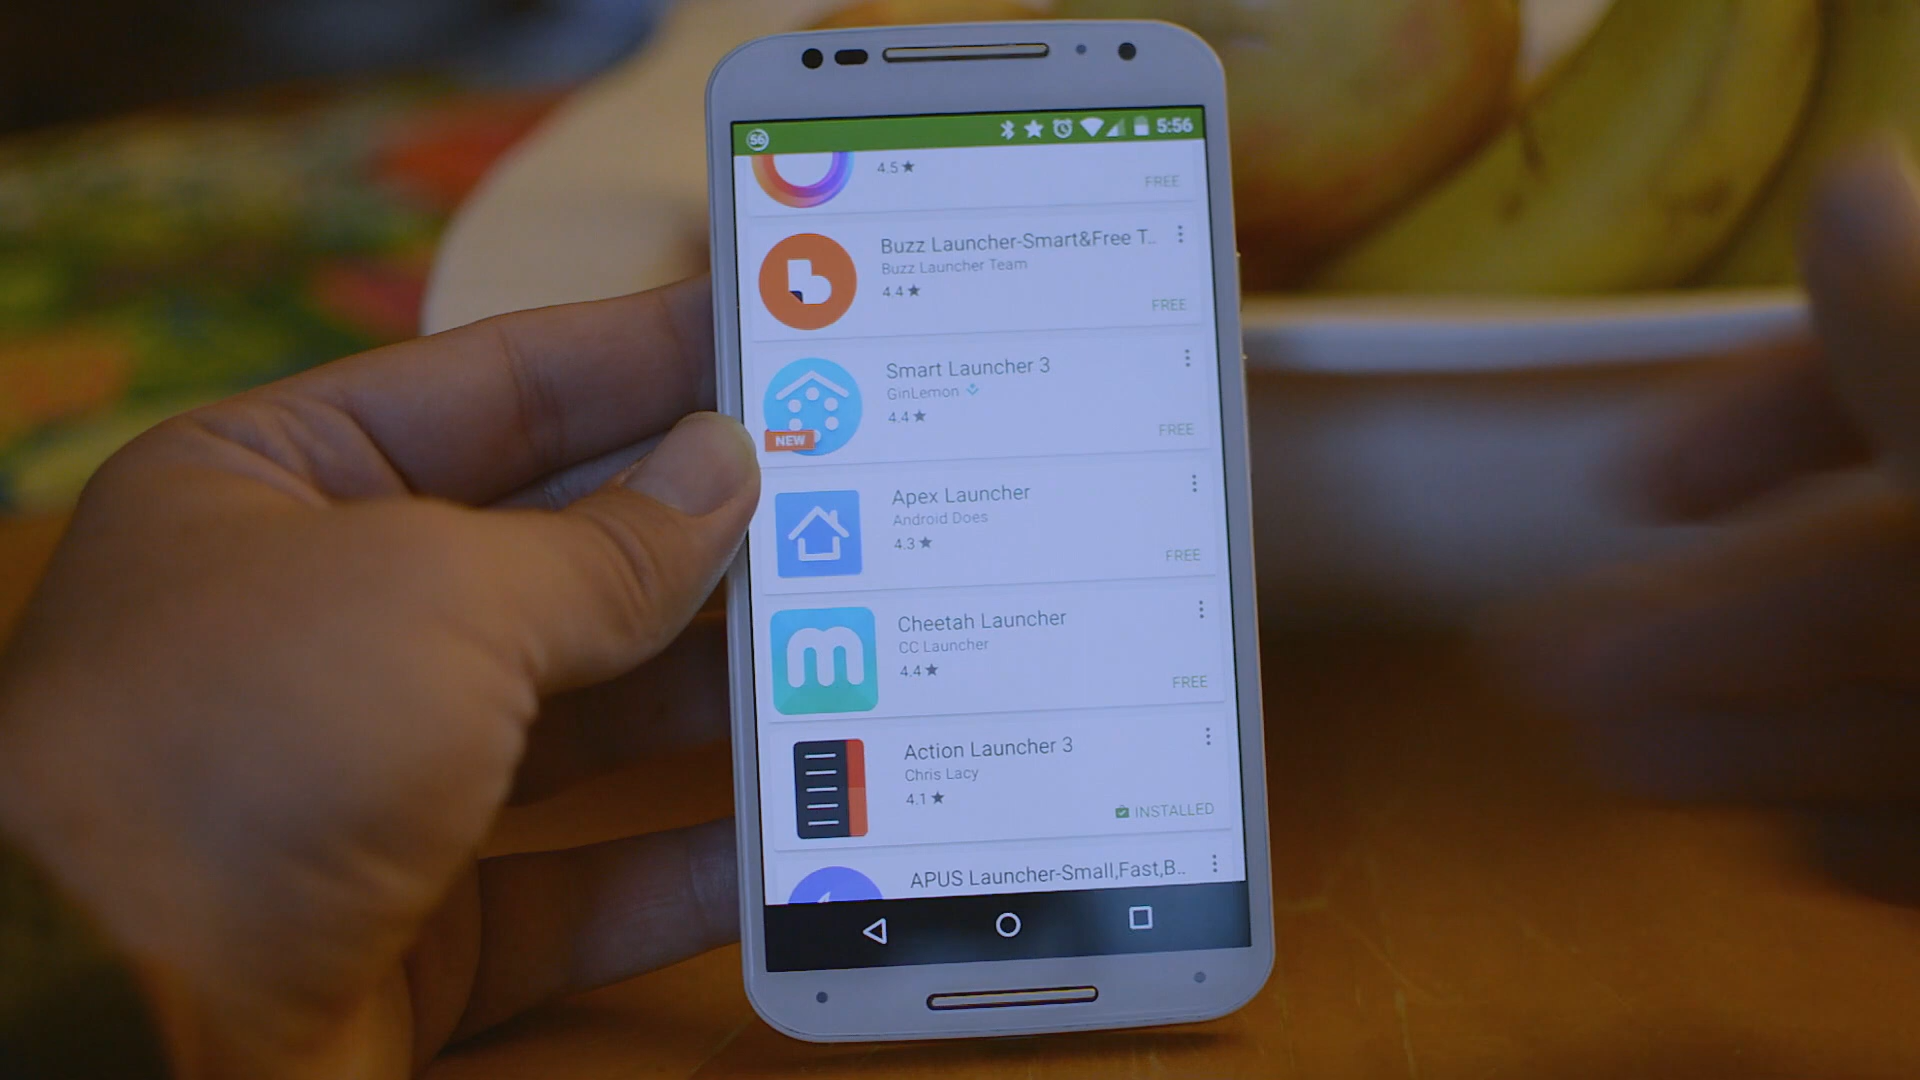 56
5:56
4.5★
FREE
Buzz Launcher-Smart&Free T..
Buzz Launcher Team
4.4★
FREE
Smart Launcher 3
GinLemon
4.4★
NEW
FREE
Apex Launcher
Android Does
4.3★
FREE
Cheetah Launcher
CC Launcher
4.4★
FREE
Action Launcher 3
Chris Lacy
4.1★
INSTALLED
APUS Launcher-Small,Fast,B..